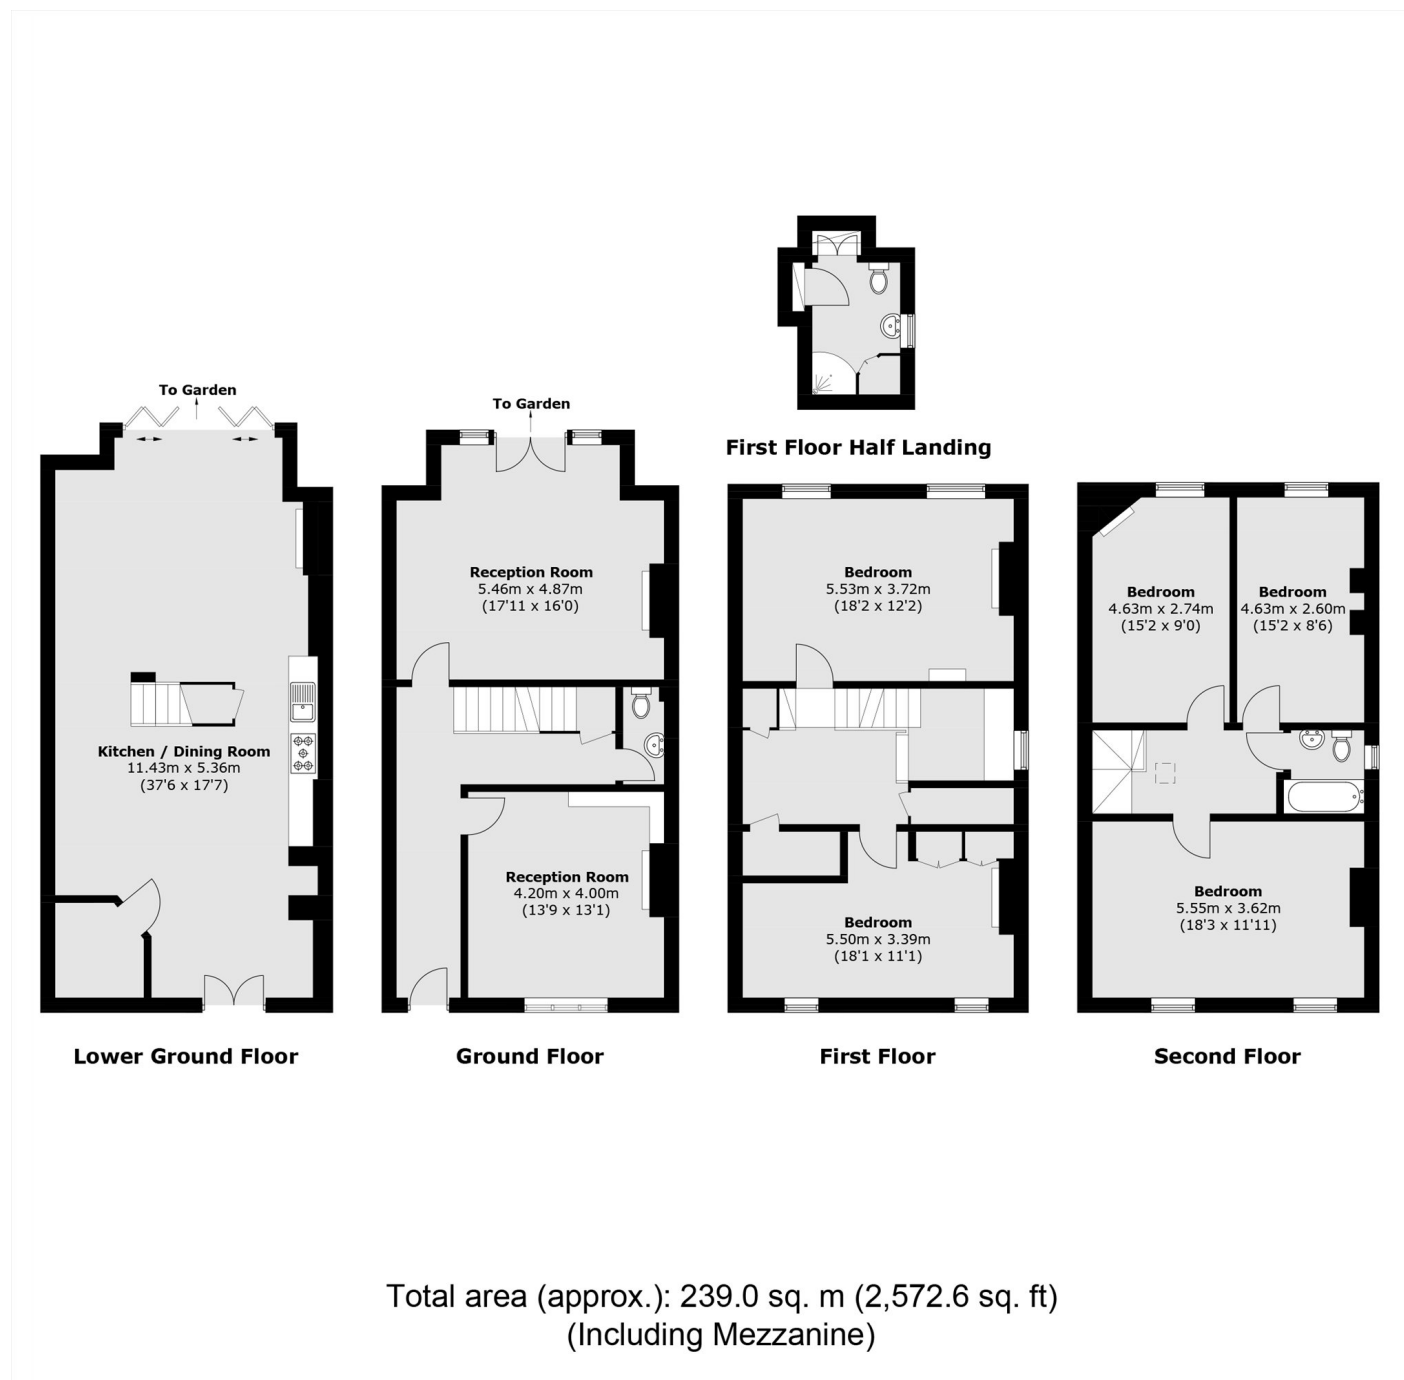 To Garden
Kitchen / Dining Room
11.43m x 5.36m
(37'6 x 17'7)
Lower Ground Floor
To Garden
Reception Room
5.46m x 4.87m
(17'11 x 16'0)
Reception Room
4.20m x 4.00m
(13'9 x 13'1)
Ground Floor
First Floor Half Landing
Bedroom
5.53m x 3.72m
(18'2 x 12'2)
Bedroom
5.50m x 3.39m
(18'1 x 11'1)
First Floor
Bedroom
4.63m x 2.74m
(15'2 x 9'0)
Bedroom
4.63m x 2.60m
(15'2 x 8'6)
Bedroom
5.55m x 3.62m
(18'3 x 11'11)
Second Floor
Total area (approx.): 239.0 sq. m (2,572.6 sq. ft)
(Including Mezzanine)